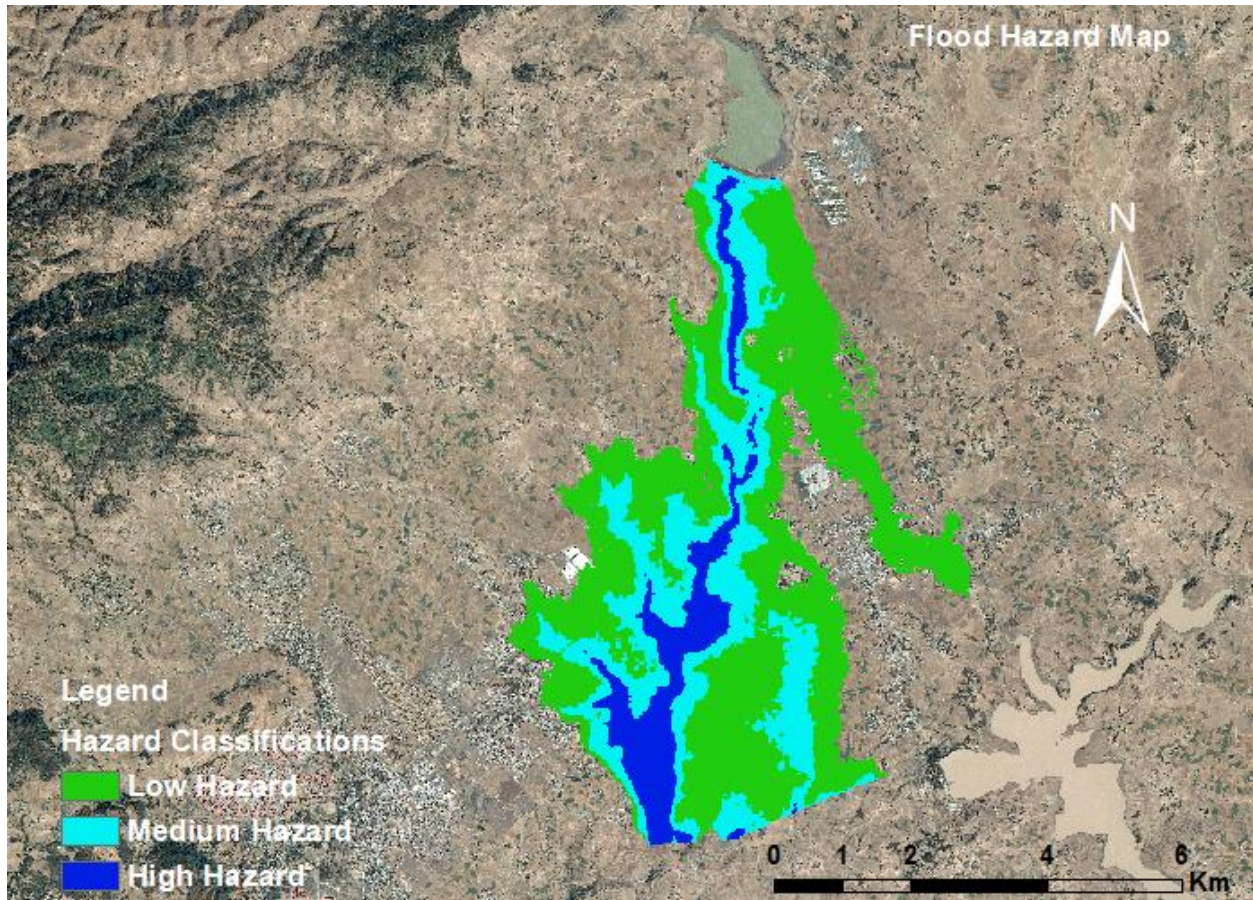 Flood Hazard Map
N
Legend
Hazard Classifications
Low Hazard
Medium Hazard
High Hazard
0 1 2 4 6
Km